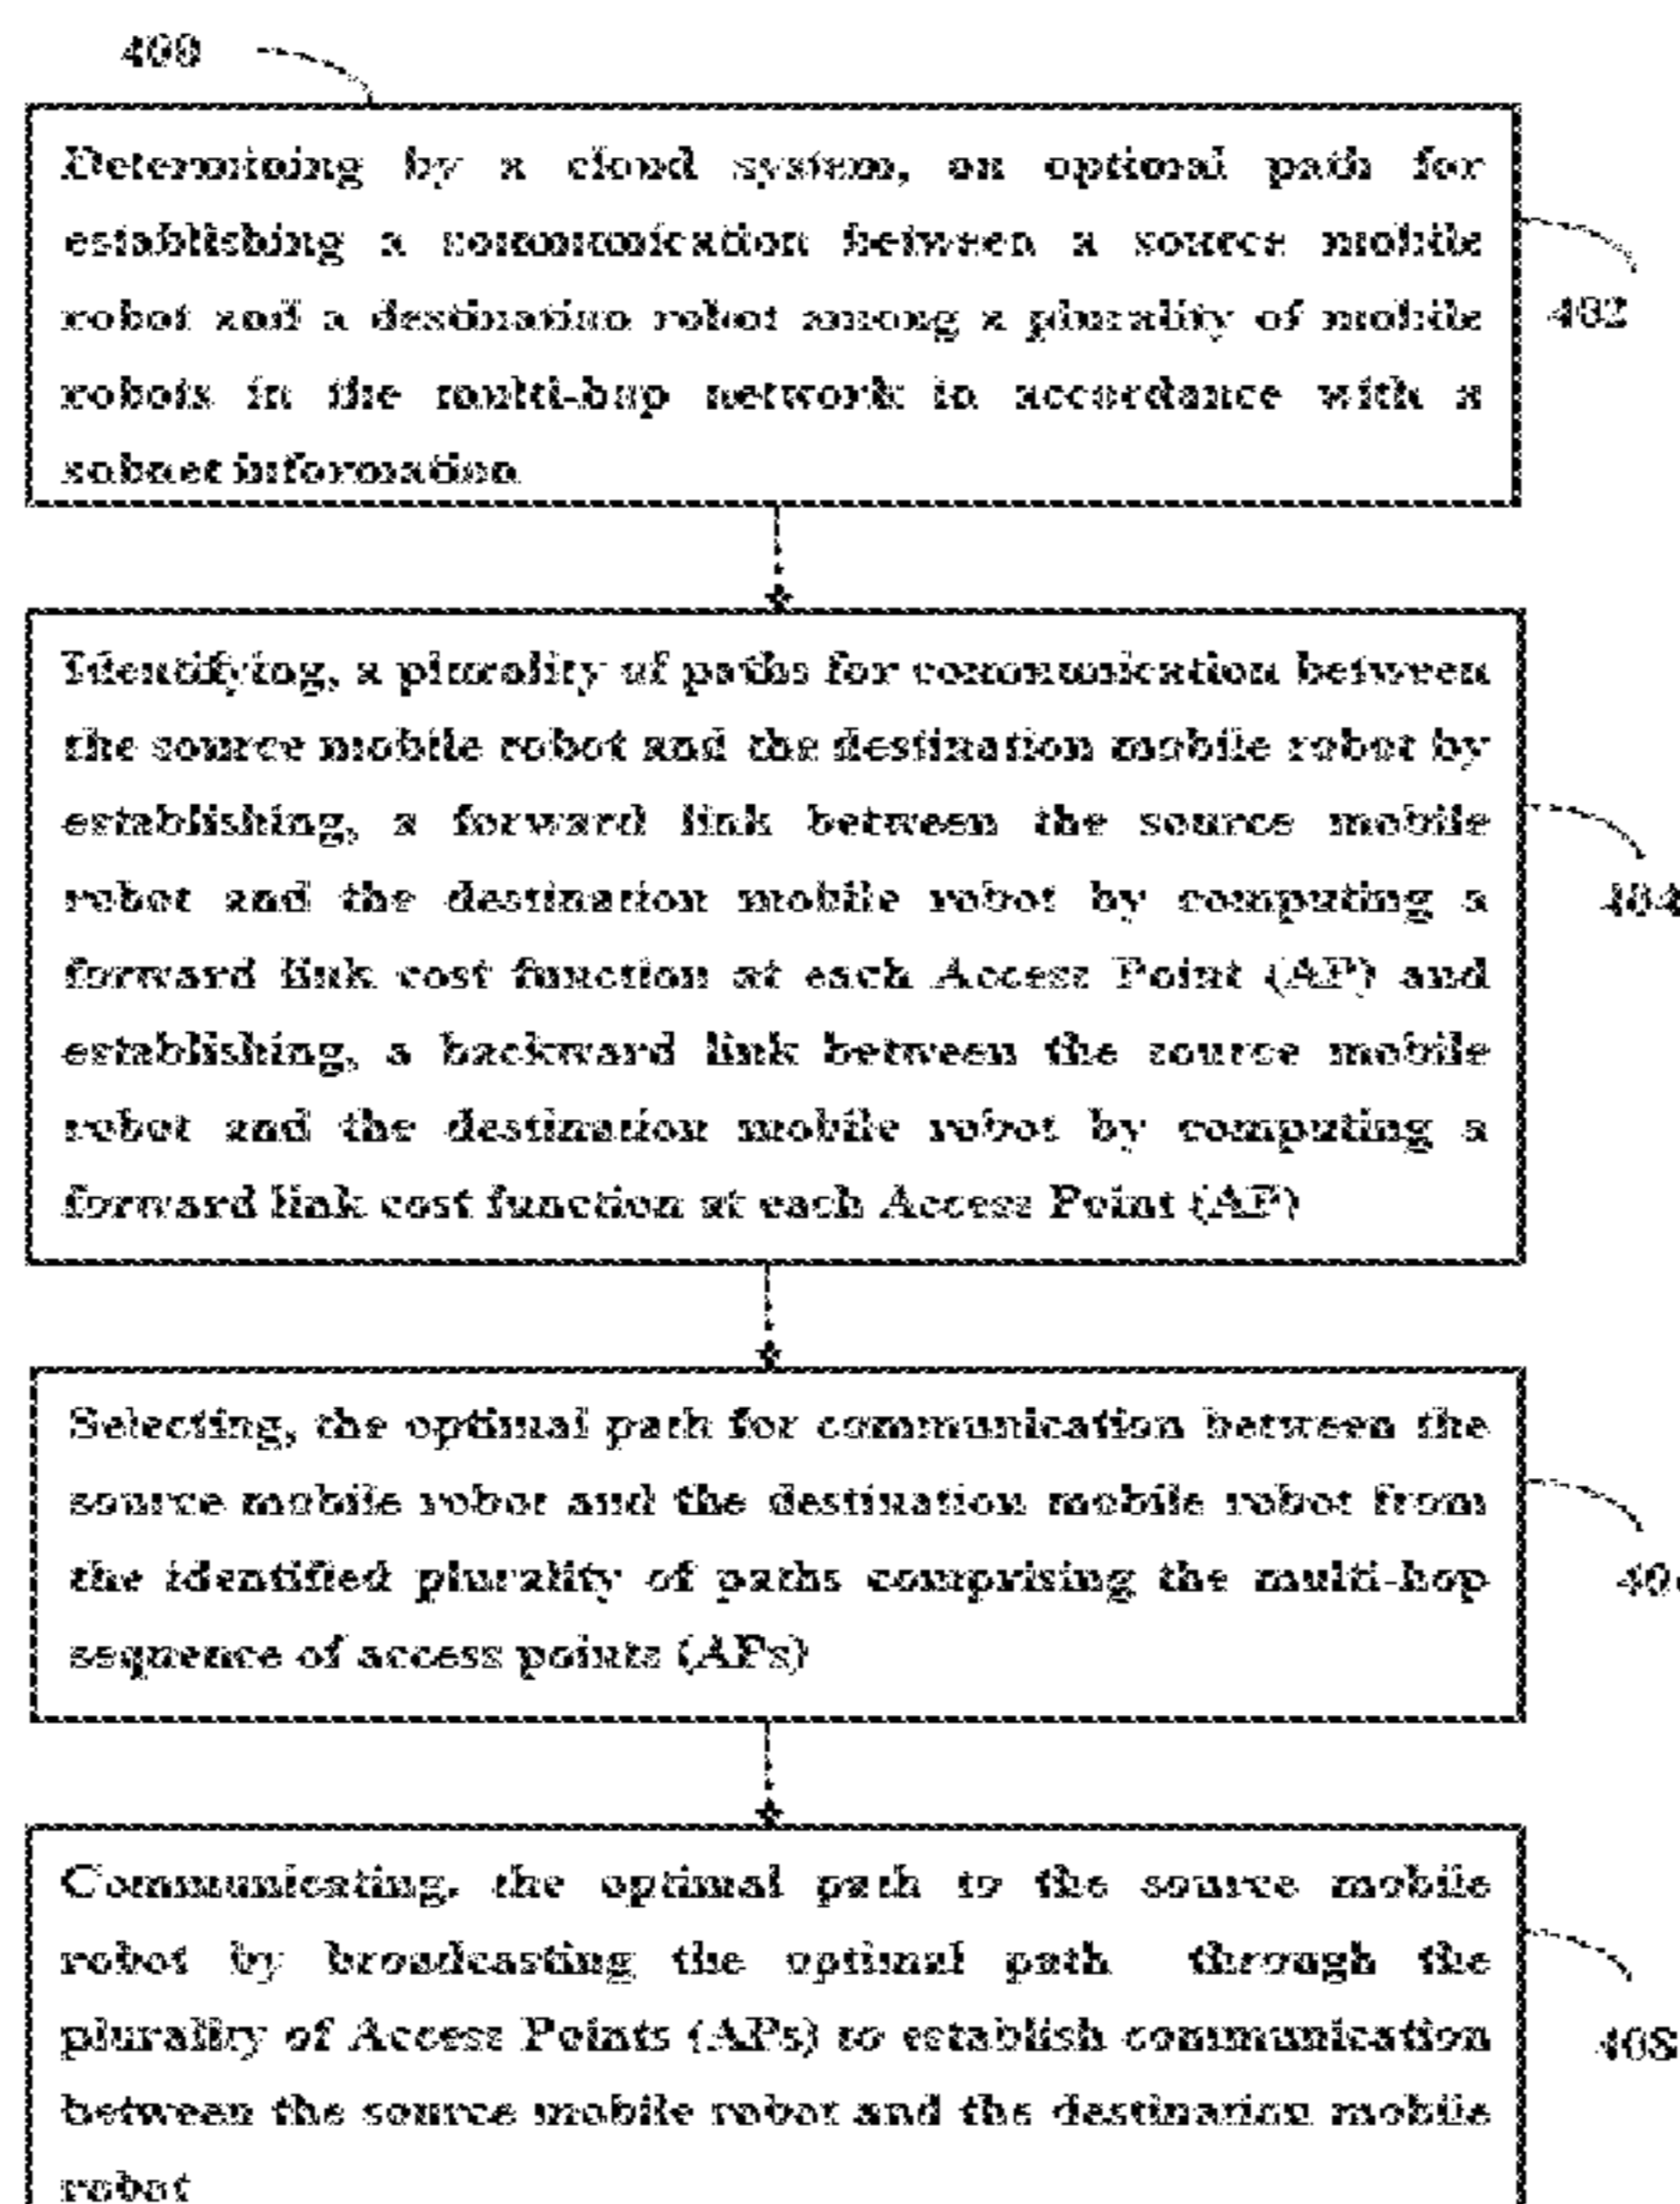 400
Determining by a cloud system, an optimal path for
establishing a communication between a source mobile
402
robot and a destination robot among a plurality of mobile
robots in the multi-hop network in accordance with a
subnet information
Identifying, a plurality of paths for communication between
the source mobile robot and the destination mobile robot by
establishing, a forward link between the source mobile
robot and the destination mobile robot by computing a
404
forward link cost function at each Access Point (AP) and
establishing, a backward link between the source mobile
robot and the destination mobile robot by computing a
forward link cost function at each Access Point (AP)
Selecting, the optimal path for communication between the
source mobile robot and the destination mobile robot from
the identified plurality of paths comprising the multi-hop
sequence of access points (APs)
Communicating, the optimal path to the source mobile
robot by broadcasting the optimal path through the
plurality of Access Points (APs) to establish communication
408
between the source mobile robot and the destination mobile
robot